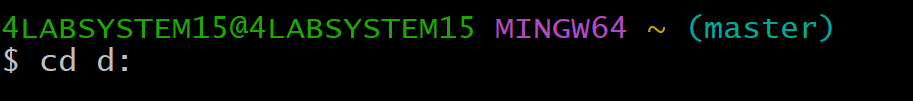 4LABSYSTEM15@4LABSYSTEM15 MINGW64 ~ (master)
$ cd d: